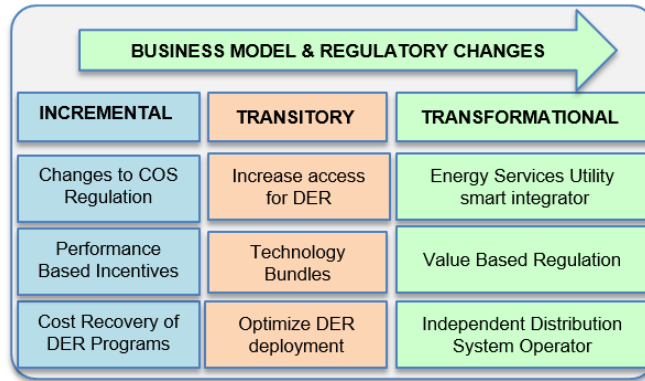 BUSINESS MODEL & REGULATORY CHANGES
INCREMENTAL
TRANSITORY
TRANSFORMATIONAL
Changes to COS
Regulation
Increase access
for DER
Energy Services Utility
smart integrator
Performance
Based Incentives
Technology
Bundles
Value Based Regulation
Cost Recovery of
DER Programs
Optimize DER
deployment
Independent Distribution
System Operator